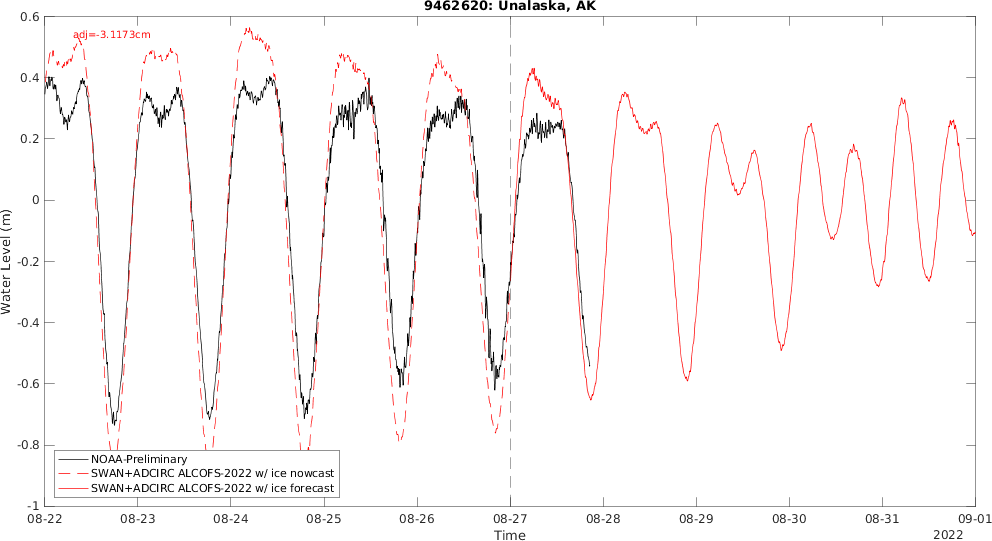 9462620: Unalaska, AK
adj=-3.1173cm
0.6
0.4
0.2
0
-0.2
-0.4
-0.6
-0.8
-1
Water Level (m)
NOAA-Preliminary
SWAN+ADCIRC ALCOFS-2022 w/ ice nowcast
SWAN+ADCIRC ALCOFS-2022 w/ ice forecast
08-22 08-23 08-24 08-25 08-26 08-27 08-28 08-29 08-30 08-31 09-01
Time
2022